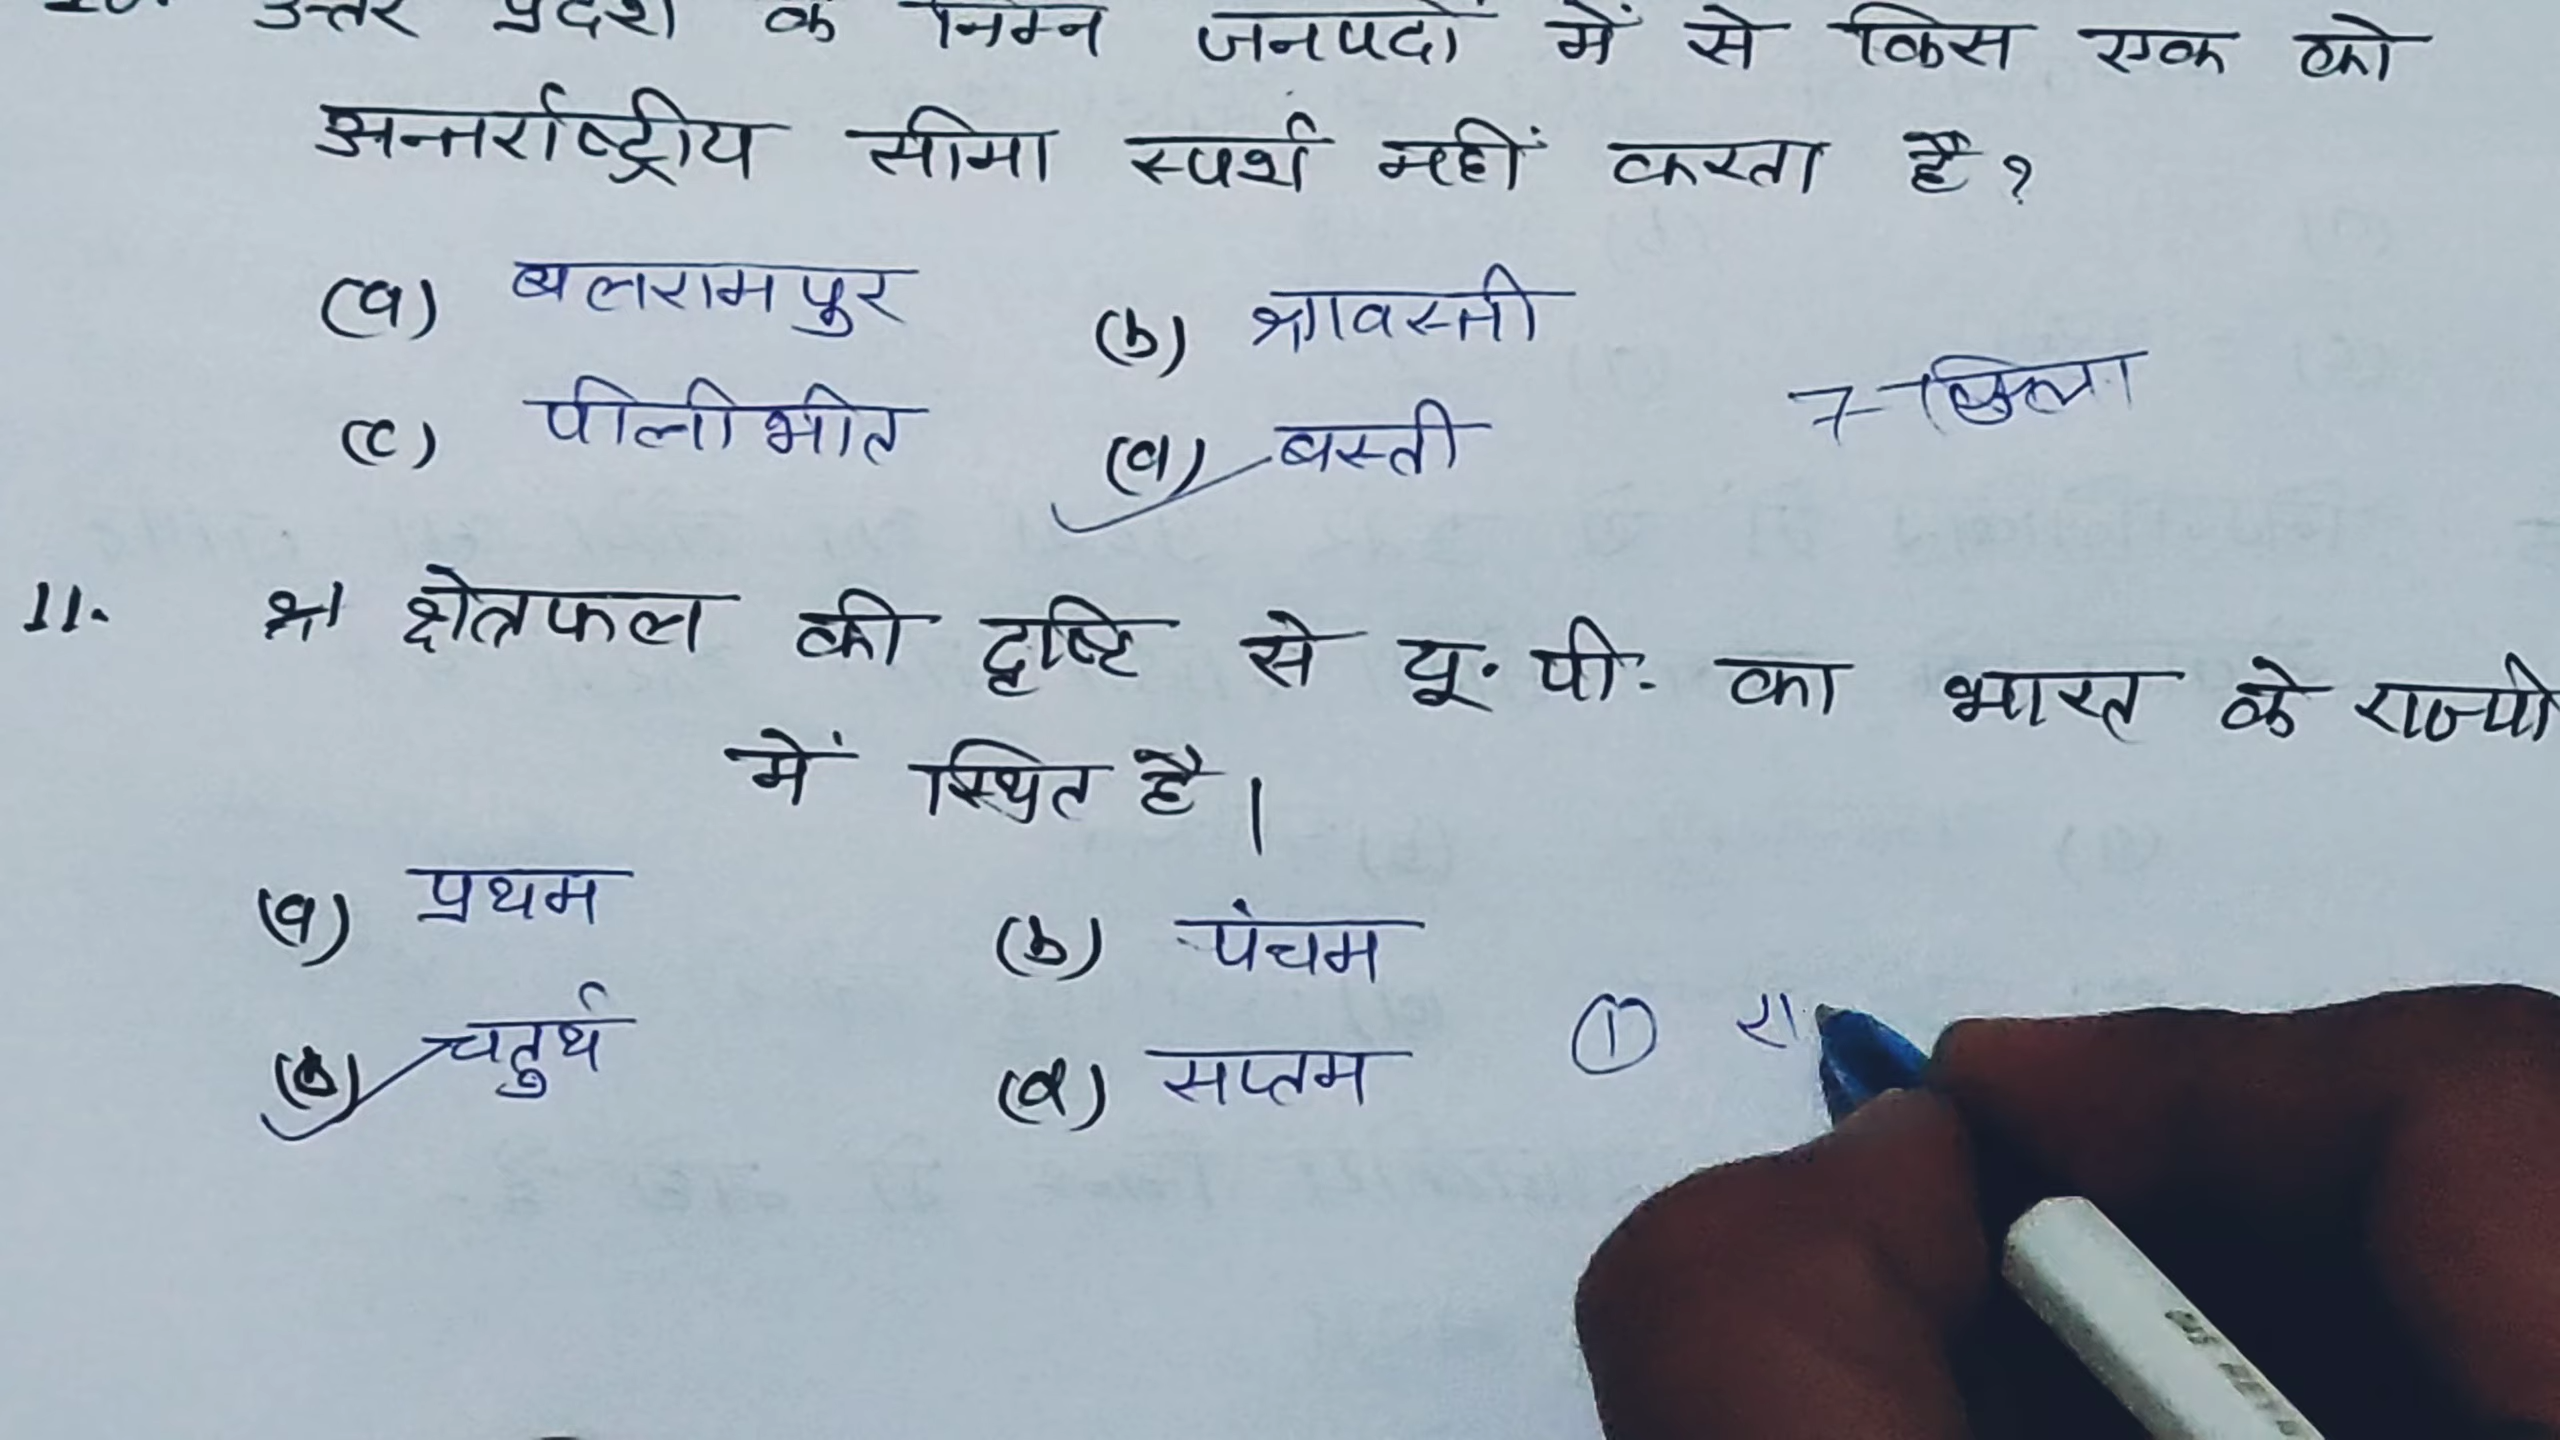 10. उत्तर प्रदेश के निम्न जनपदों में से किस एक को
अन्तर्राष्ट्रीय सीमा स्पर्श नहीं करता है?
(a) बलरामपुर (b) श्रावस्ती
(c) पीलीभीत (d) बस्ती
7-जिला
11. क्षेत्रफल की दृष्टि से यू. पी. का भारत के राज्यो
में स्थित है।
(a) प्रथम (b) पंचम
(c) चतुर्थ (d) सप्तम
① रा